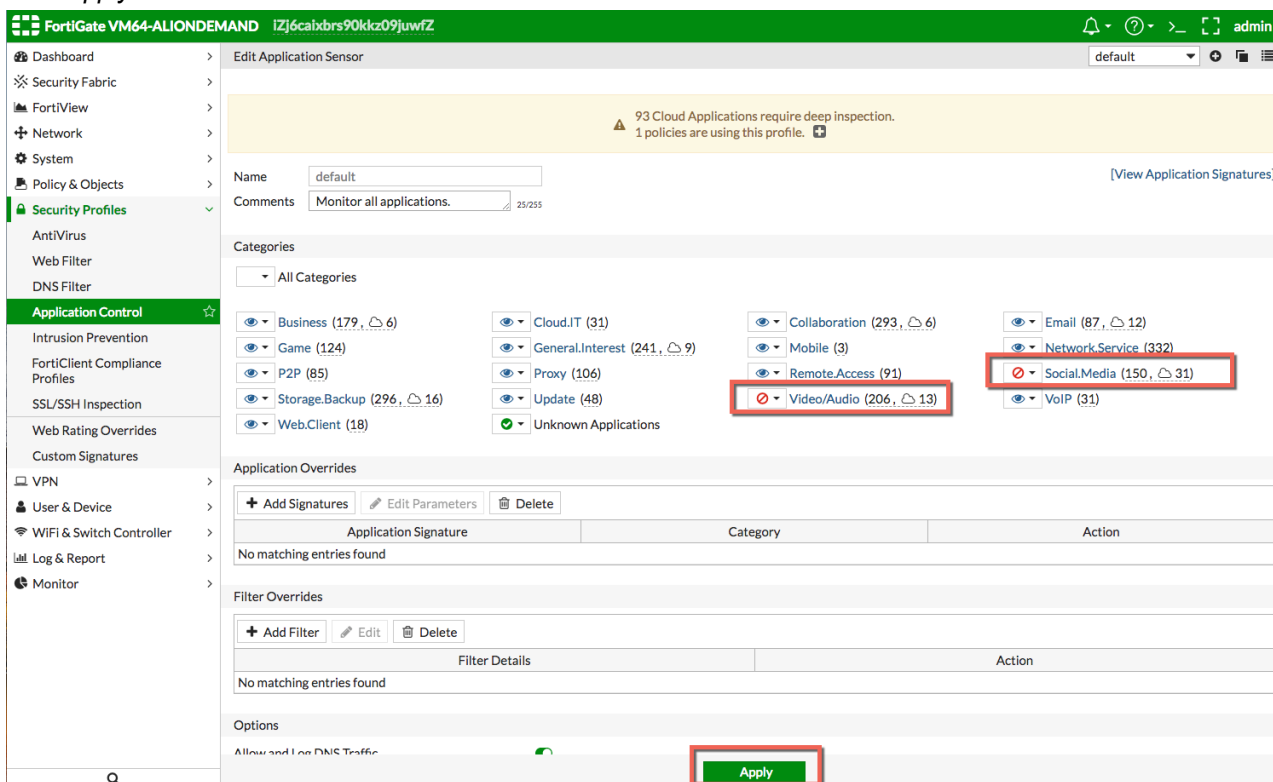 FortiGate VM64-ALIONDEMAND iZj6caixbrs90kkz09juwfZ >_ admin
Dashboard
Security Fabric
FortiView
Network
System
Policy & Objects
Security Profiles
AntiVirus
Web Filter
DNS Filter
Application Control
Intrusion Prevention
FortiClient Compliance
Profiles
SSL/SSH Inspection
Web Rating Overrides
Custom Signatures
VPN
User & Device
WiFi & Switch Controller
Log & Report
Monitor
Edit Application Sensor default
93 Cloud Applications require deep inspection.
1 policies are using this profile.
Name default [View Application Signatures]
Comments Monitor all applications. 25/255
Categories
All Categories
Business (179, 6) Cloud.IT (31) Collaboration (293, 6) Email (87, 12)
Game (124) General.Interest (241, 9) Mobile (3) Network.Service (332)
P2P (85) Proxy (106) Remote.Access (91) Social.Media (150, 31)
Storage.Backup (296, 16) Update (48) Video/Audio (206, 13) VoIP (31)
Web.Client (18) Unknown Applications
Application Overrides
Add Signatures Edit Parameters Delete
Application Signature Category Action
No matching entries found
Filter Overrides
Add Filter Edit Delete
Filter Details Action
No matching entries found
Options
Allow and Log DNS Traffic
Apply